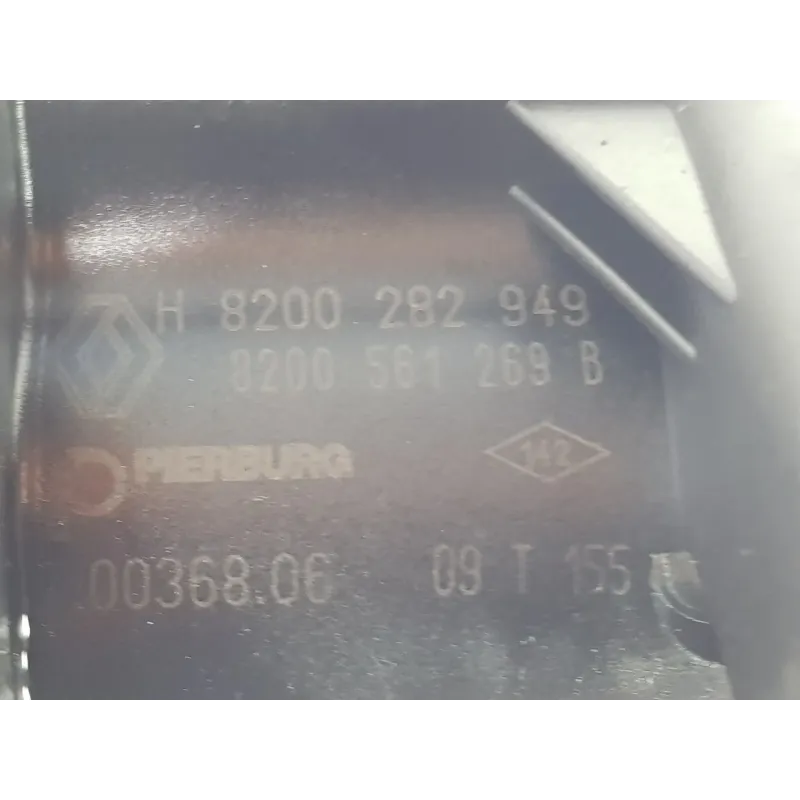 H 8200 282 949
8200 561 269 B
PIERBURG
142
00368.06 09 T 155